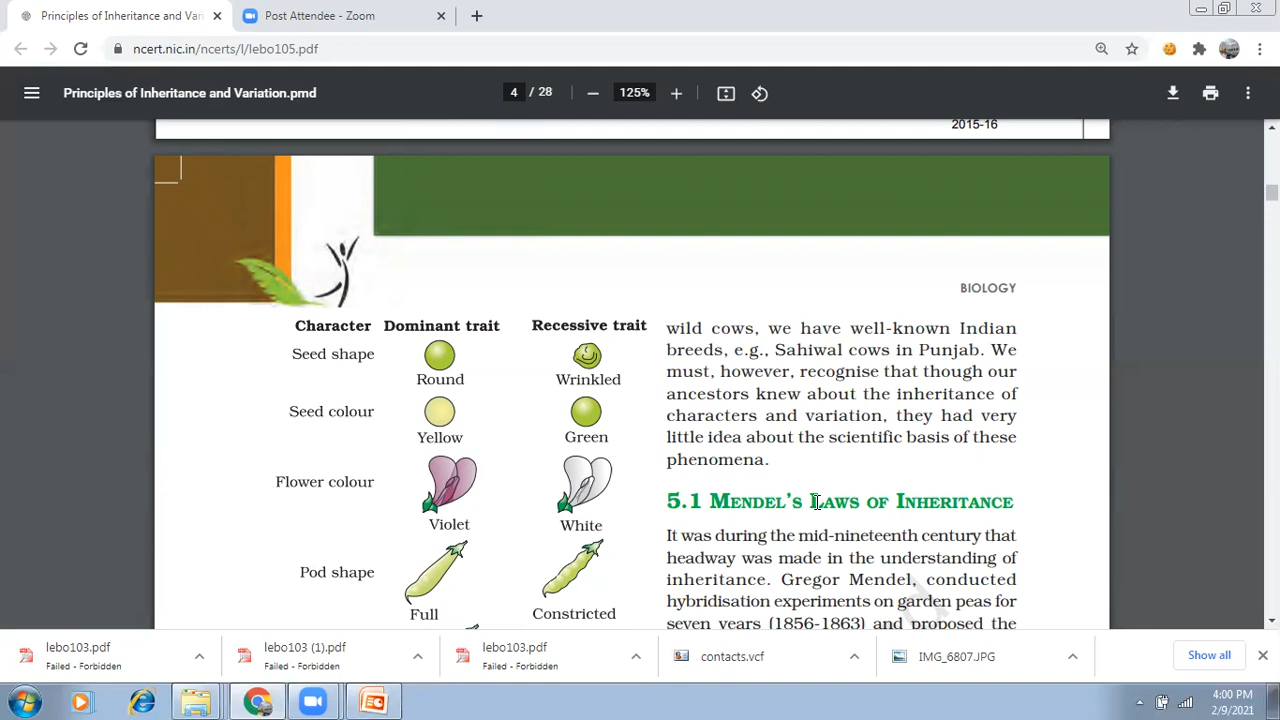 Principles of Inheritance and Vari
Post Attendee - Zoom
ncert.nic.in/ncerts/l/lebo105.pdf
Principles of Inheritance and Variation.pmd
4 / 28
125%
2015-16
BIOLOGY
Character Dominant trait Recessive trait
Seed shape
Round Wrinkled
Seed colour
Yellow Green
Flower colour
Violet White
Pod shape
Full Constricted
wild cows, we have well-known Indian
breeds, e.g., Sahiwal cows in Punjab. We
must, however, recognise that though our
ancestors knew about the inheritance of
characters and variation, they had very
little idea about the scientific basis of these
phenomena.
5.1 MENDEL'S LAWS OF INHERITANCE
It was during the mid-nineteenth century that
headway was made in the understanding of
inheritance. Gregor Mendel, conducted
hybridisation experiments on garden peas for
seven years (1856-1863) and proposed the
lebo103.pdf
Failed - Forbidden
lebo103 (1).pdf
Failed - Forbidden
lebo103.pdf
Failed - Forbidden
contacts.vcf
IMG_6807.JPG
Show all
4:00 PM
2/9/2021